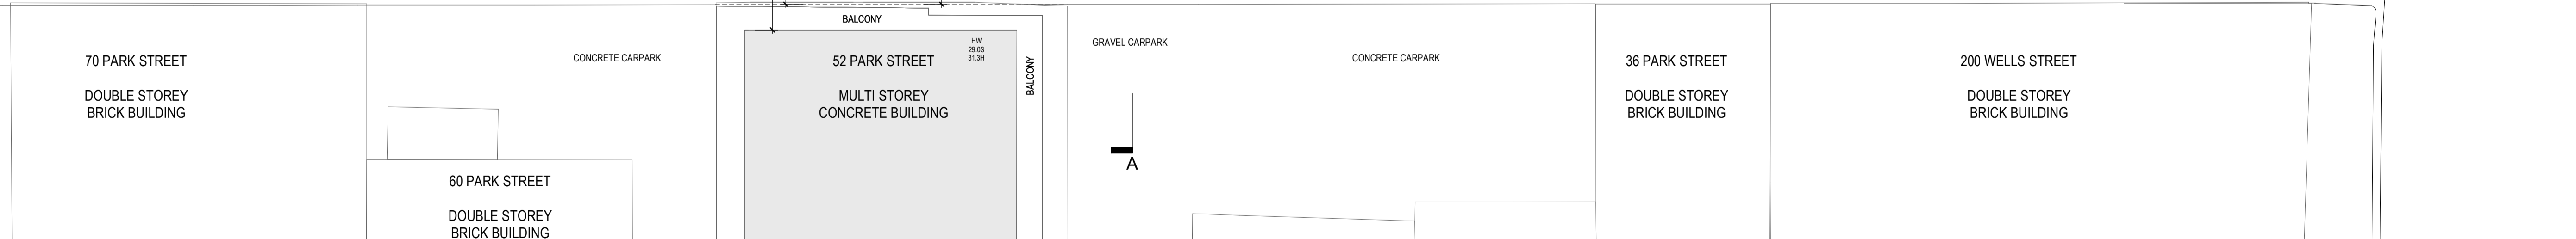 70 PARK STREET
DOUBLE STOREY
BRICK BUILDING
CONCRETE CARPARK
60 PARK STREET
DOUBLE STOREY
BRICK BUILDING
BALCONY
52 PARK STREET
MULTI STOREY
CONCRETE BUILDING
HW
29.0S
31.3H
BALCONY
GRAVEL CARPARK
A
CONCRETE CARPARK
36 PARK STREET
DOUBLE STOREY
BRICK BUILDING
200 WELLS STREET
DOUBLE STOREY
BRICK BUILDING